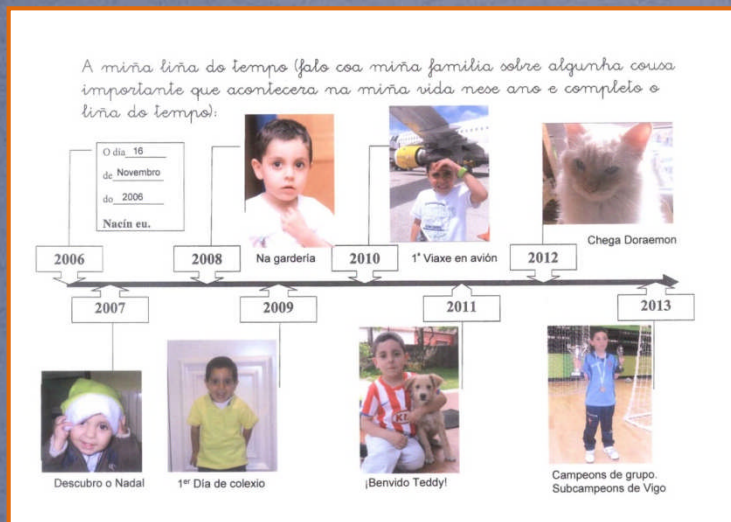 A miña liña do tempo (falo coa miña familia sobre algunha cousa
importante que acontecera na miña vida nese ano e completo o
liña do tempo):
O día 16
de Novembro
do 2006
Nacín eu.
Na gardería
1ª Viaxe en avión
Chega Doraemon
2006
2008
2010
2012
2007
2009
2011
2013
Descubro o Nadal
1er Día de colexio
¡Benvido Teddy!
Campeons de grupo.
Subcampeons de Vigo